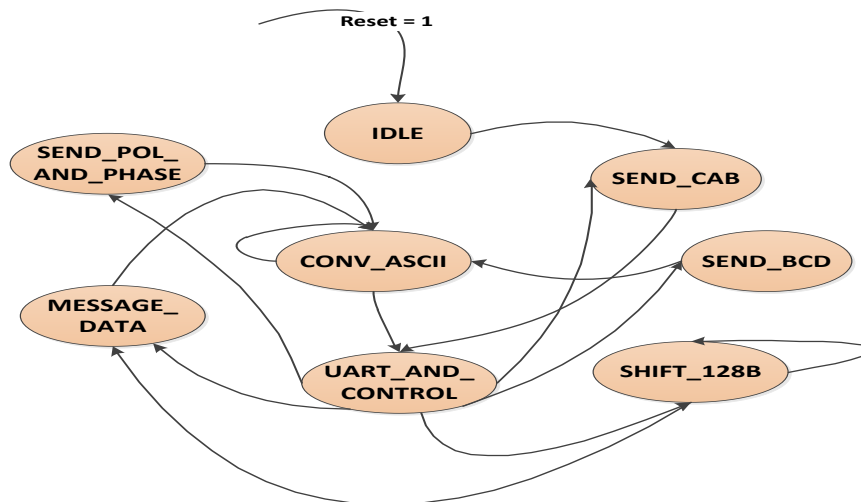 Reset = 1
IDLE
SEND_POL_
AND_PHASE
SEND_CAB
CONV_ASCII
SEND_BCD
MESSAGE_
DATA
UART_AND_
CONTROL
SHIFT_128B